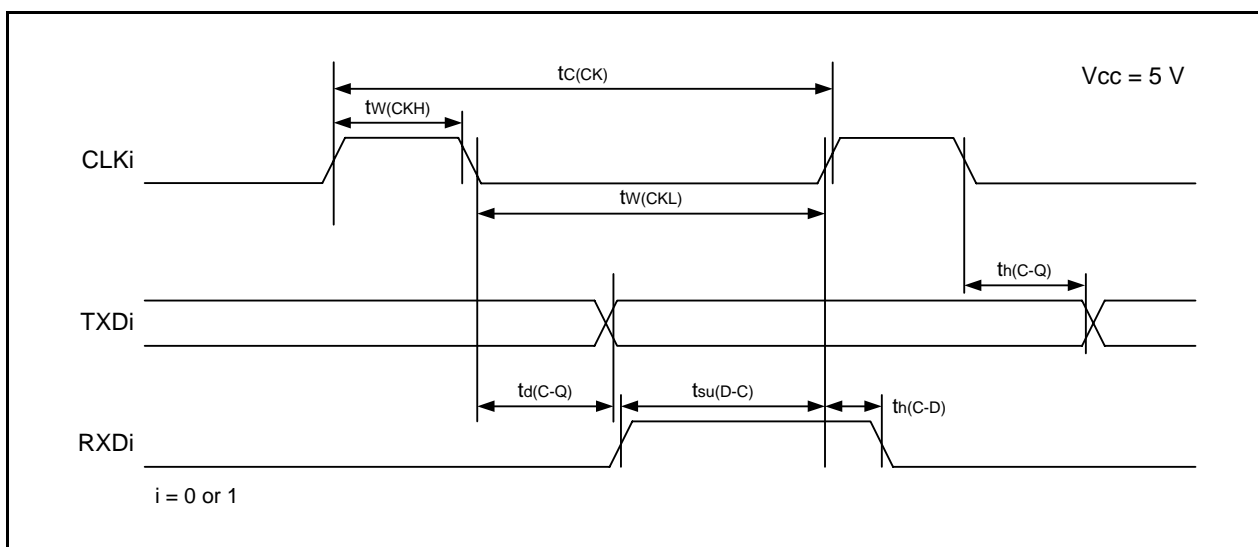 tC(CK)
Vcc = 5 V
tW(CKH)
CLKi
tW(CKL)
th(C-Q)
TXDi
td(C-Q)
tsu(D-C)
th(C-D)
RXDi
i = 0 or 1